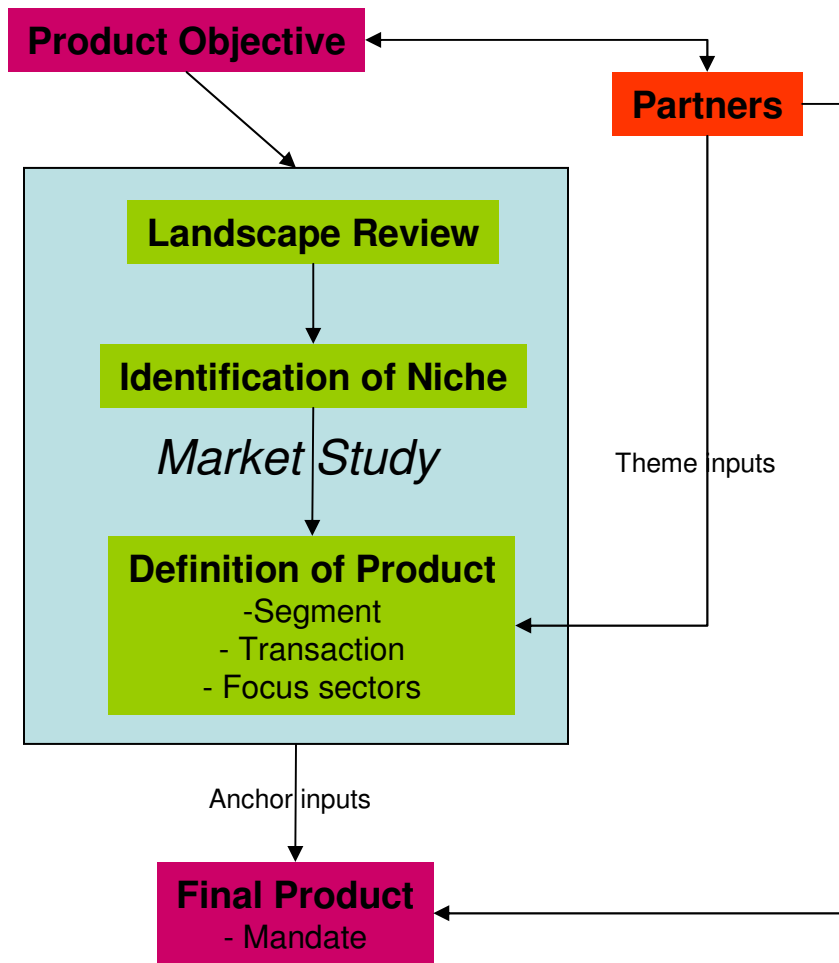 Product Objective
Partners
Landscape Review
Identification of Niche
Market Study
Theme inputs
Definition of Product
-Segment
- Transaction
- Focus sectors
Anchor inputs
Final Product
- Mandate